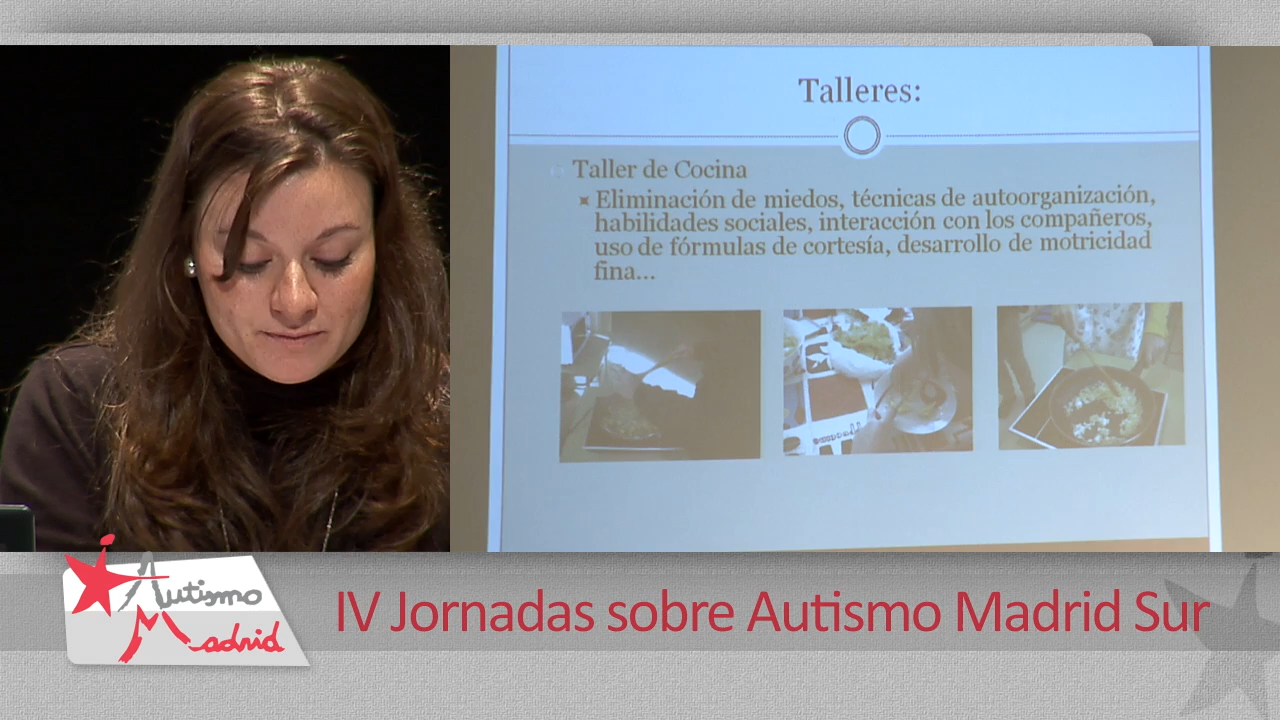 Talleres:
Taller de Cocina
Eliminación de miedos, técnicas de autoorganización,
habilidades sociales, interacción con los compañeros,
uso de fórmulas de cortesía, desarrollo de motricidad
fina...
Autismo
Madrid
IV Jornadas sobre Autismo Madrid Sur